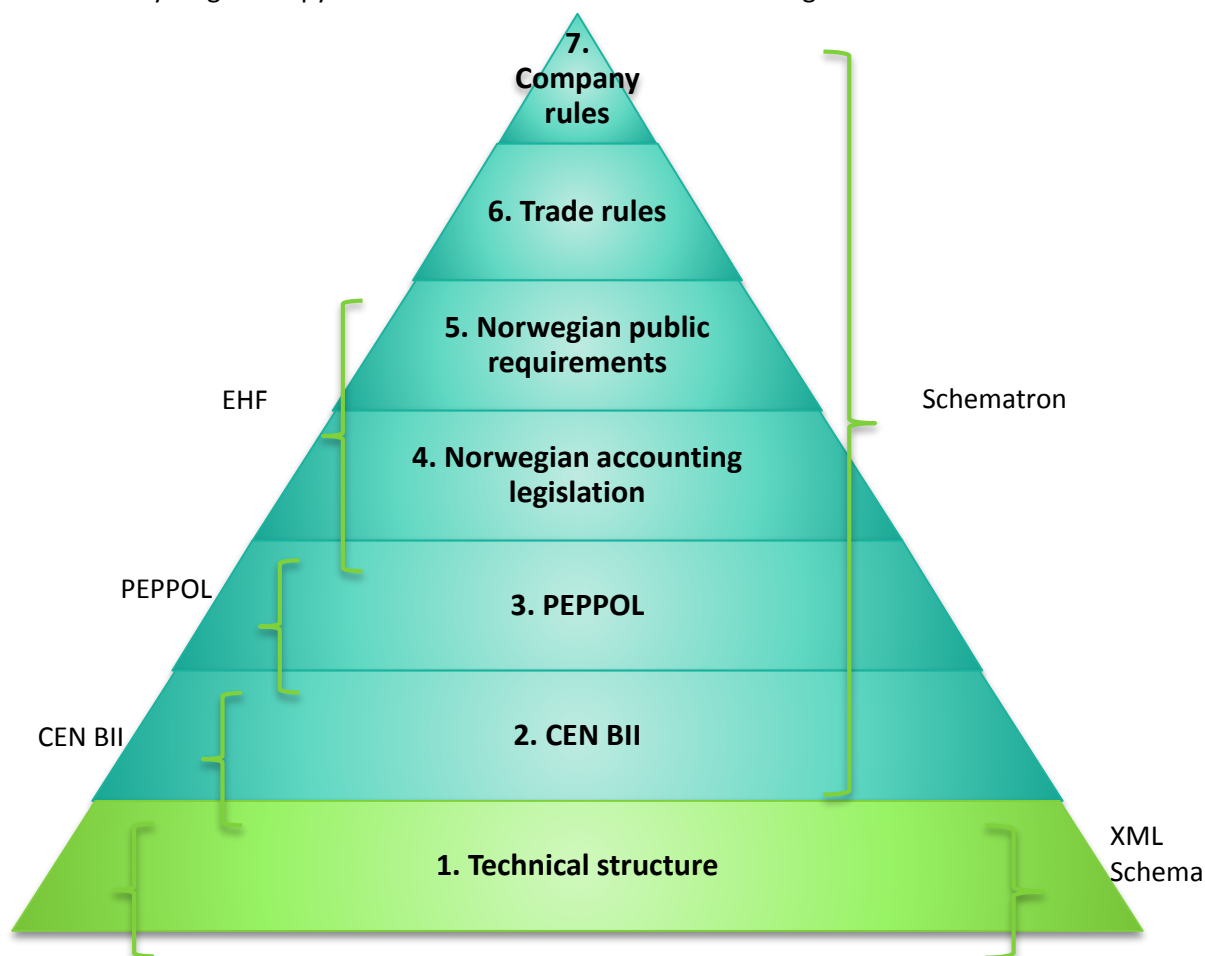 7.
Company
rules
6. Trade rules
5. Norwegian public
requirements
EHF
Schematron
4. Norwegian accounting
legislation
PEPPOL
3. PEPPOL
CEN BII
2. CEN BII
XML
Schema
1. Technical structure